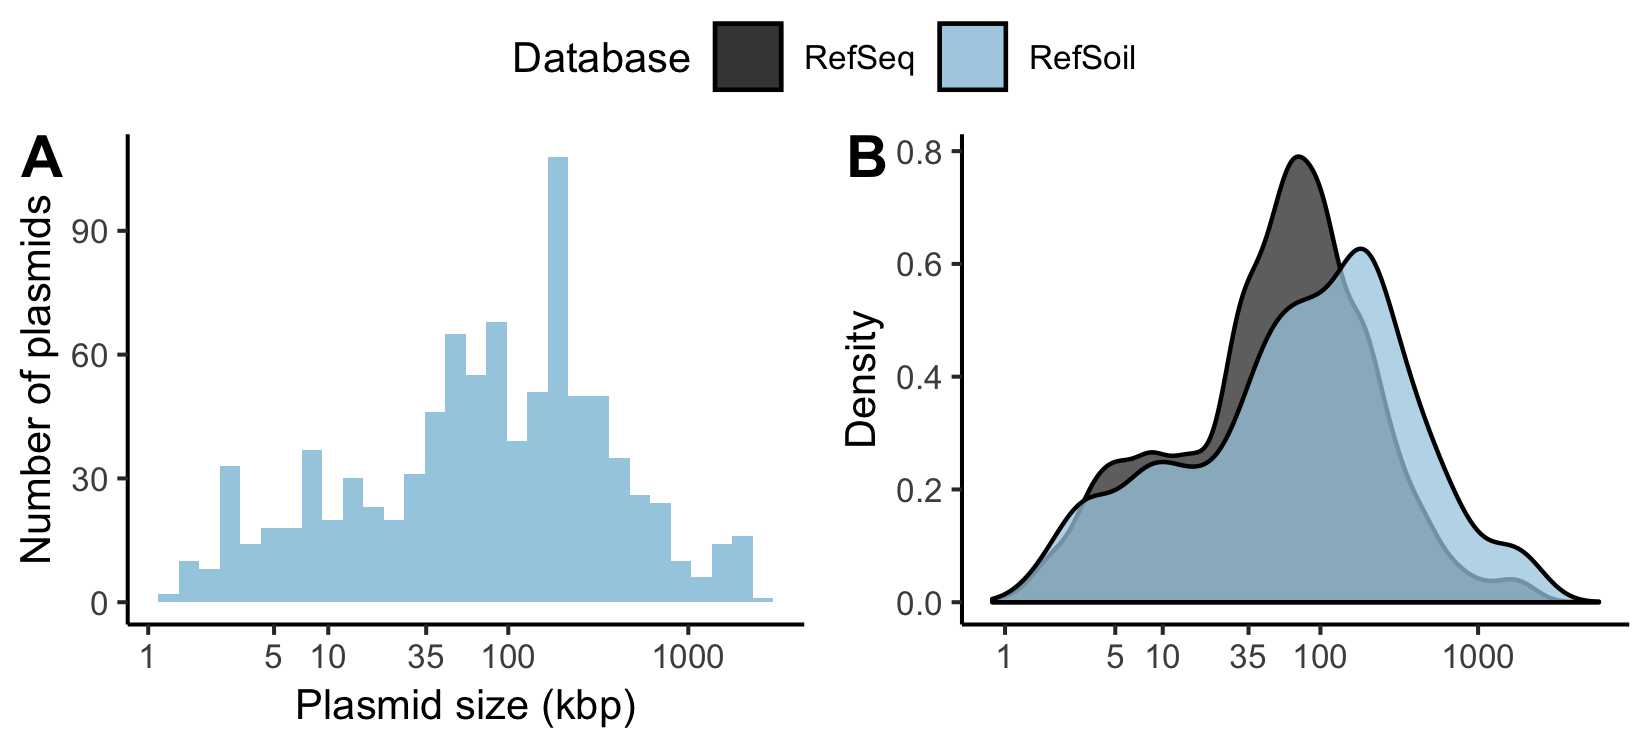 Database RefSeq RefSoil
A
Number of plasmids
90
60
30
0
1 5 10 35 100 1000
Plasmid size (kbp)
B
Density
0.8
0.6
0.4
0.2
0.0
1 5 10 35 100 1000